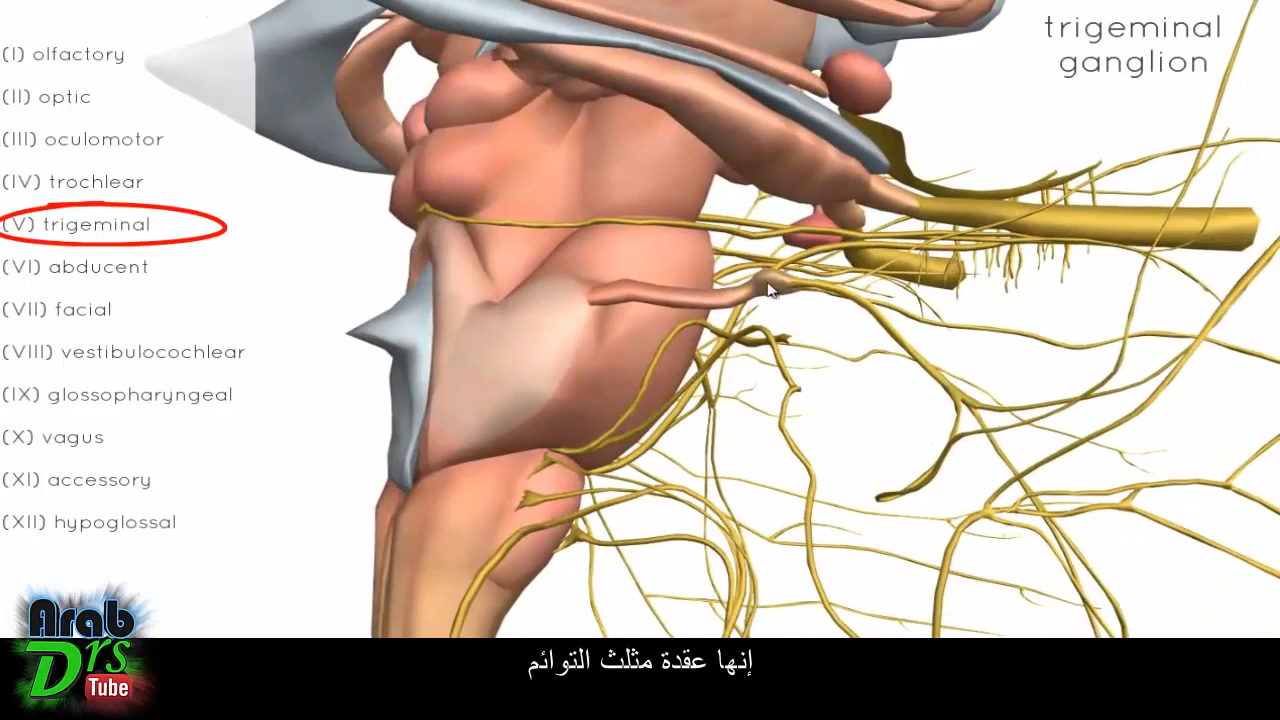 trigeminal
ganglion
(I) olfactory
(II) optic
(III) oculomotor
(IV) trochlear
(V) trigeminal
(VI) abducent
(VII) facial
(VIII) vestibulocochlear
(IX) glossopharyngeal
(X) vagus
(XI) accessory
(XII) hypoglossal
Arab
Drs
Tube
إنها عقدة مثلث التوائم